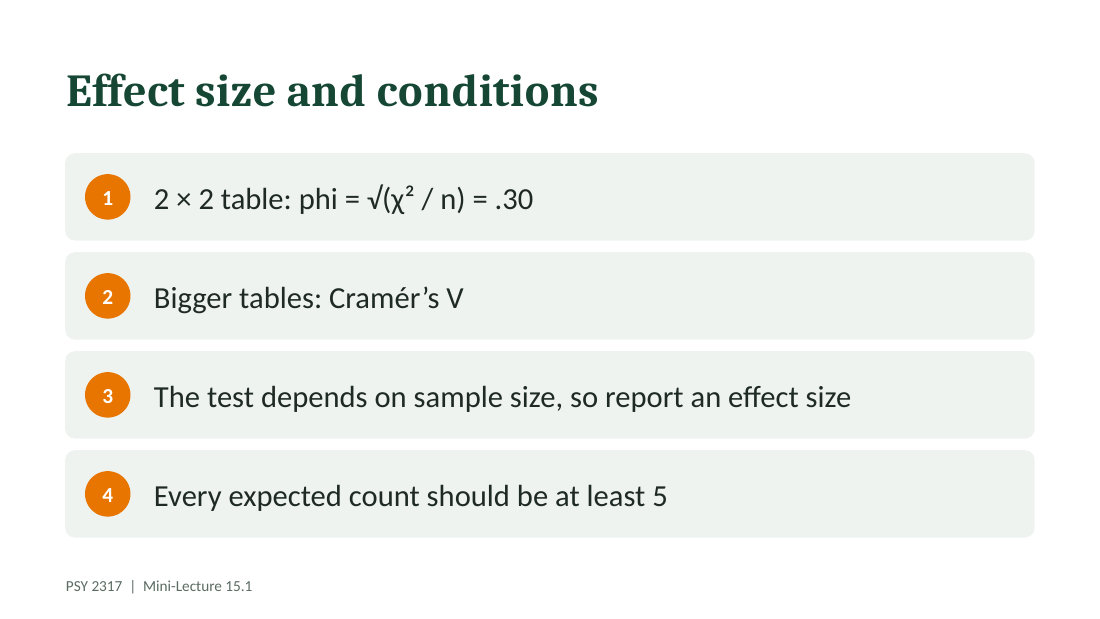 Effect size and conditions
1 2 × 2 table: phi = √(χ² / n) = .30
2 Bigger tables: Cramér’s V
3 The test depends on sample size, so report an effect size
4 Every expected count should be at least 5
PSY 2317 | Mini-Lecture 15.1